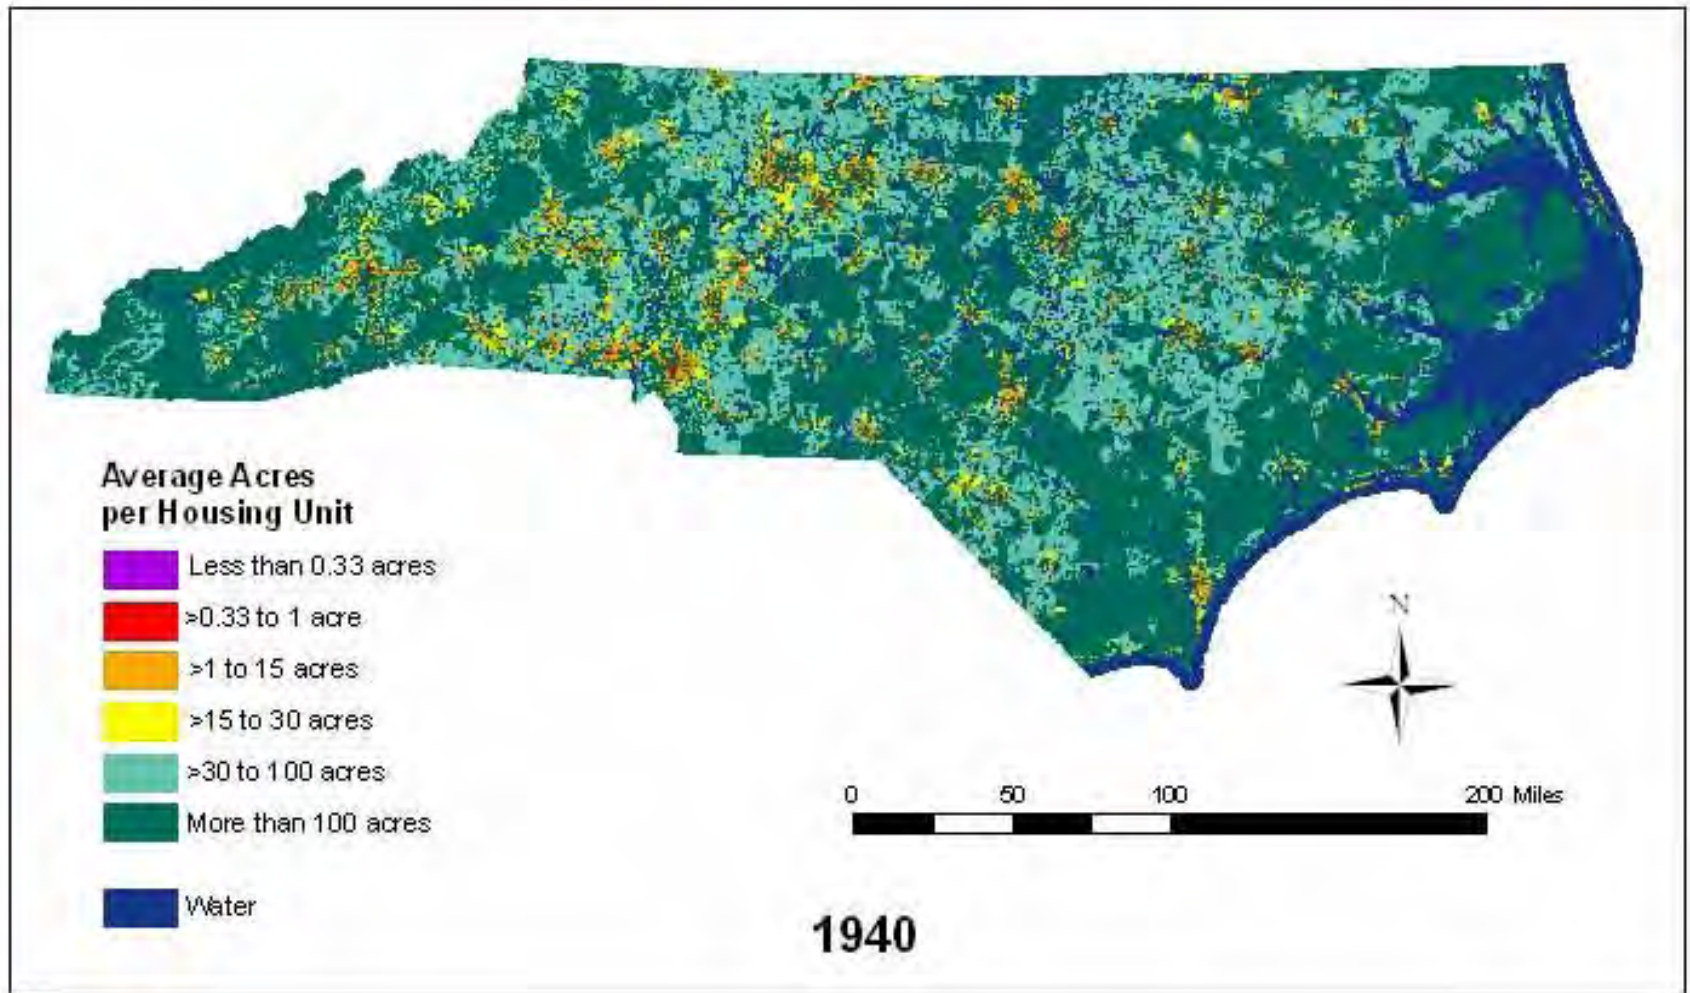 Average Acres
per Housing Unit
Less than 0.33 acres
>0.33 to 1 acre
>1 to 15 acres
>15 to 30 acres
>30 to 100 acres
More than 100 acres
Water
N
0 50 100 200 Miles
1940